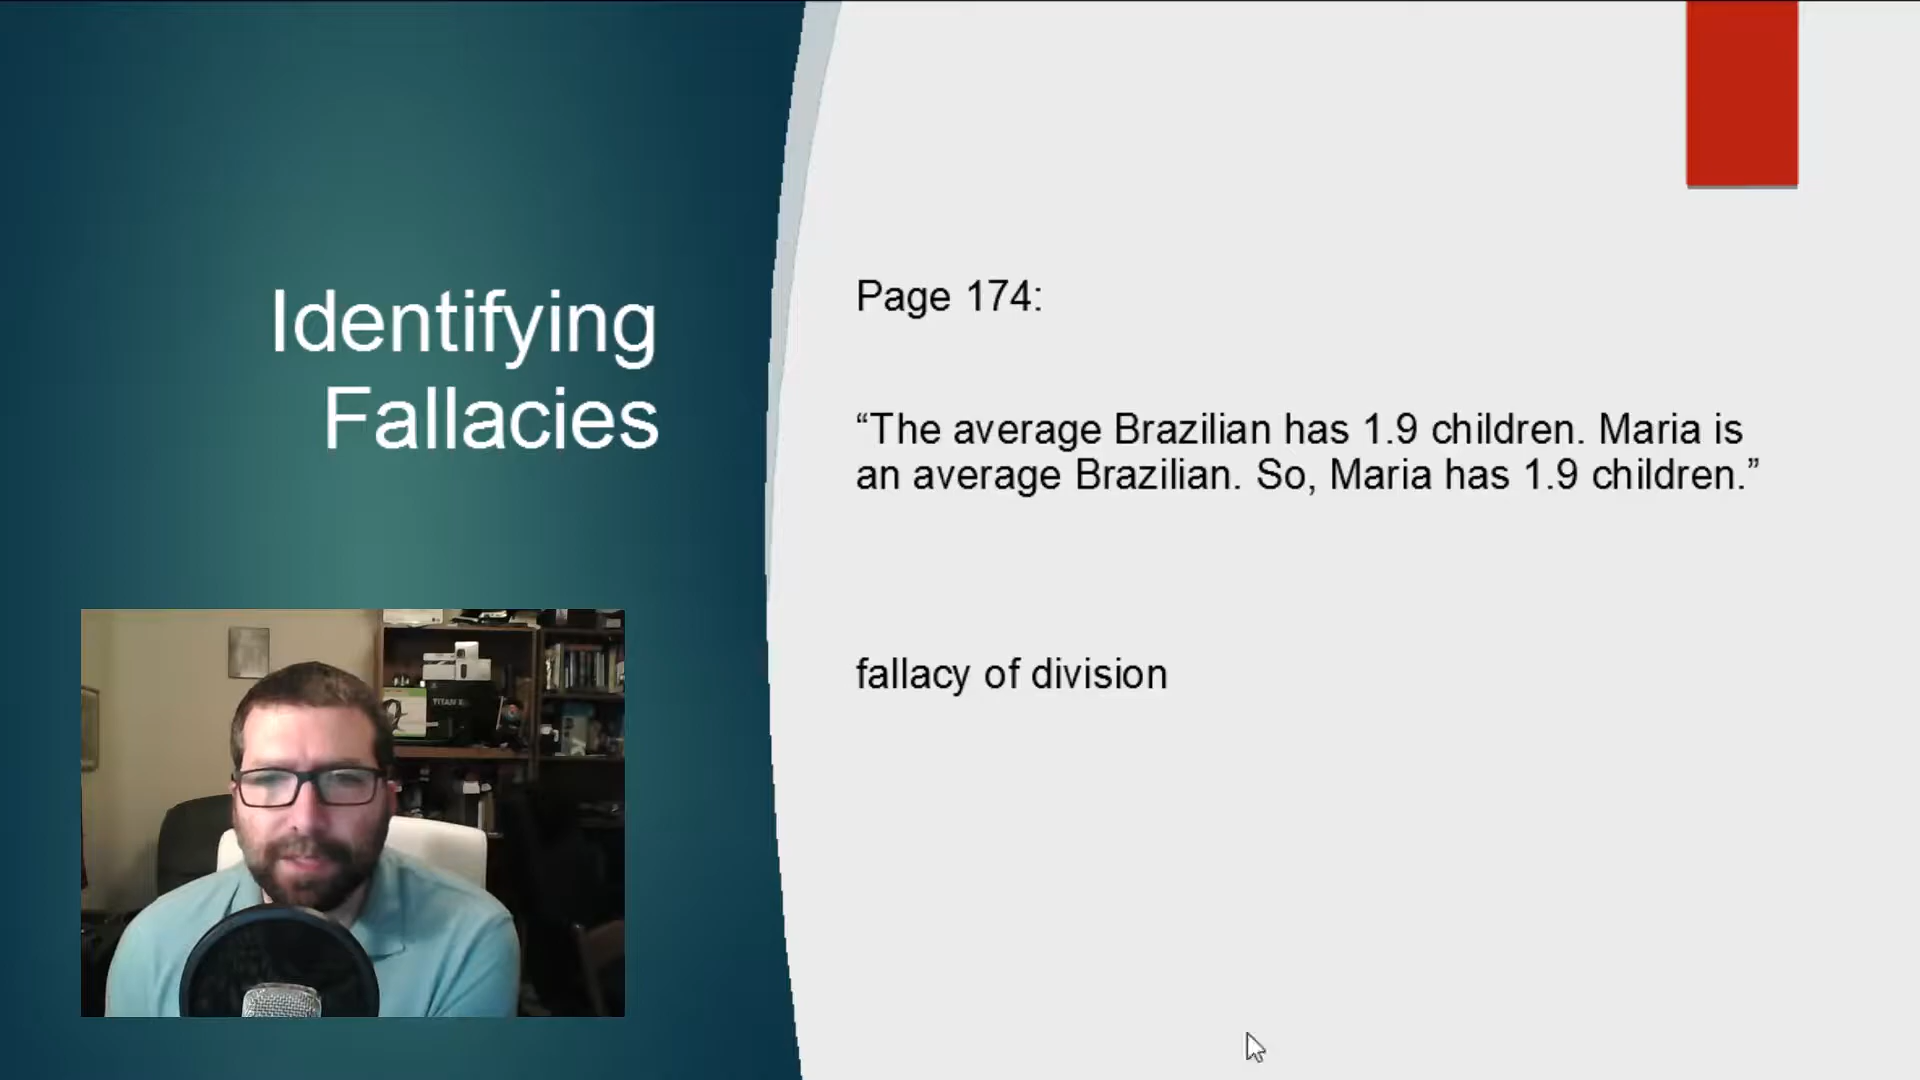 Identifying
Fallacies
Page 174:
“The average Brazilian has 1.9 children. Maria is
an average Brazilian. So, Maria has 1.9 children.”
fallacy of division
TITAN X